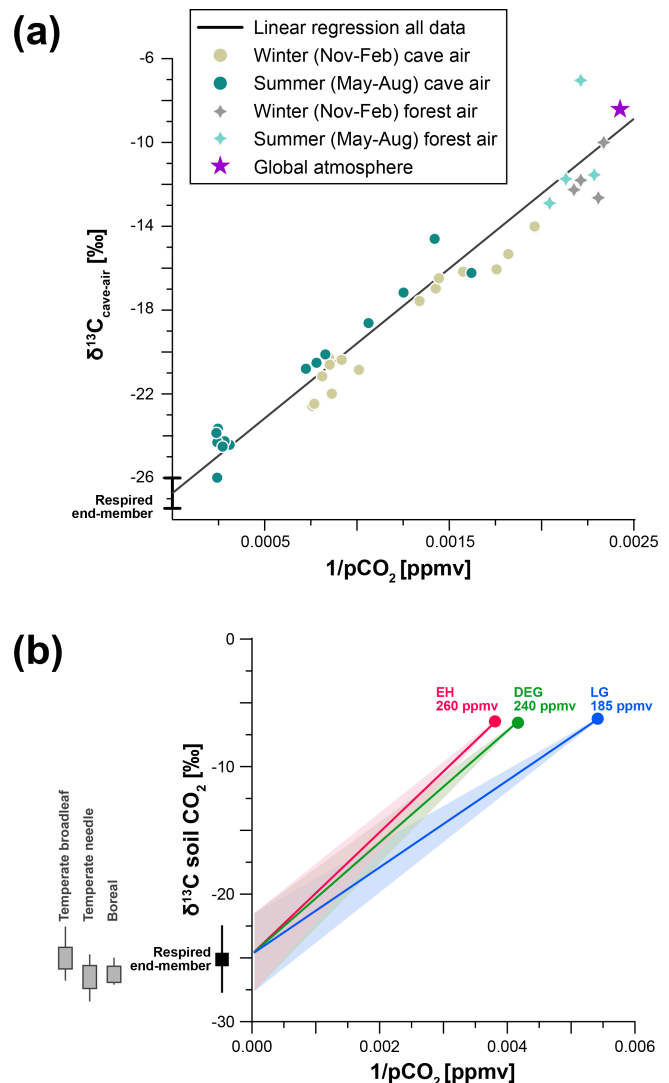 (a)
Linear regression all data
Winter (Nov-Feb) cave air
Summer (May-Aug) cave air
Winter (Nov-Feb) forest air
Summer (May-Aug) forest air
Global atmosphere
-6
-10
-14
-18
-22
-26
δ¹³C cave-air [‰]
Respired
end-member
0.0005
0.0015
0.0025
1/pCO₂ [ppmv]
(b)
0
-10
-20
-30
δ¹³C soil CO₂ [‰]
EH
260 ppmv
DEG
240 ppmv
LG
185 ppmv
Temperate broadleaf
Temperate needle
Boreal
Respired
end-member
0.000
0.002
0.004
0.006
1/pCO₂ [ppmv]